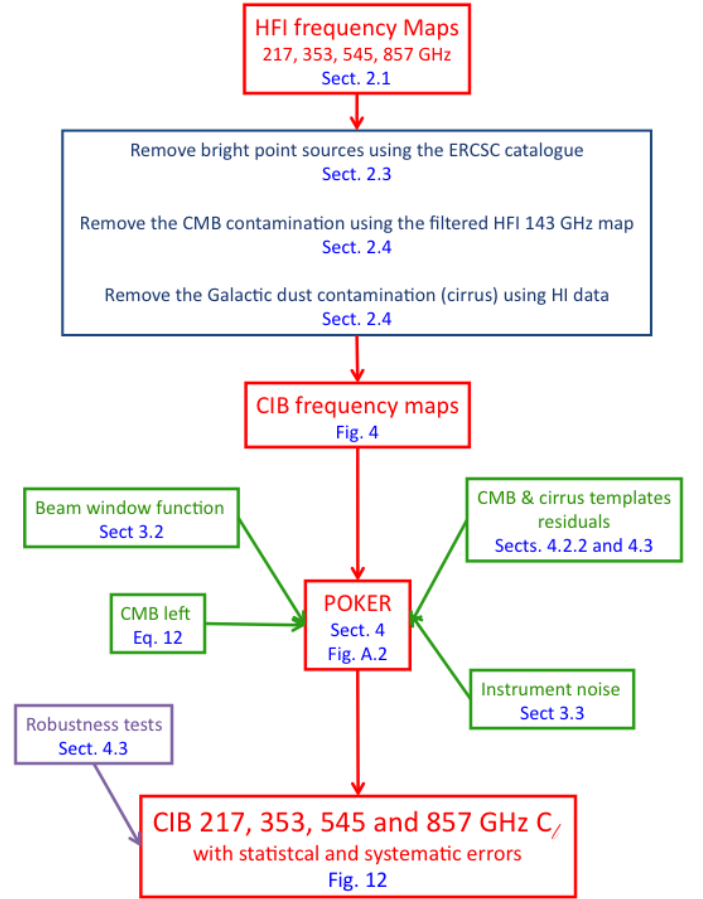 HFI frequency Maps
217, 353, 545, 857 GHz
Sect. 2.1
Remove bright point sources using the ERCSC catalogue
Sect. 2.3
Remove the CMB contamination using the filtered HFI 143 GHz map
Sect. 2.4
Remove the Galactic dust contamination (cirrus) using HI data
Sect. 2.4
CIB frequency maps
Fig. 4
Beam window function
Sect 3.2
CMB & cirrus templates
residuals
Sects. 4.2.2 and 4.3
CMB left
Eq. 12
POKER
Sect. 4
Fig. A.2
Instrument noise
Sect 3.3
Robustness tests
Sect. 4.3
CIB 217, 353, 545 and 857 GHz Cₗ
with statistcal and systematic errors
Fig. 12